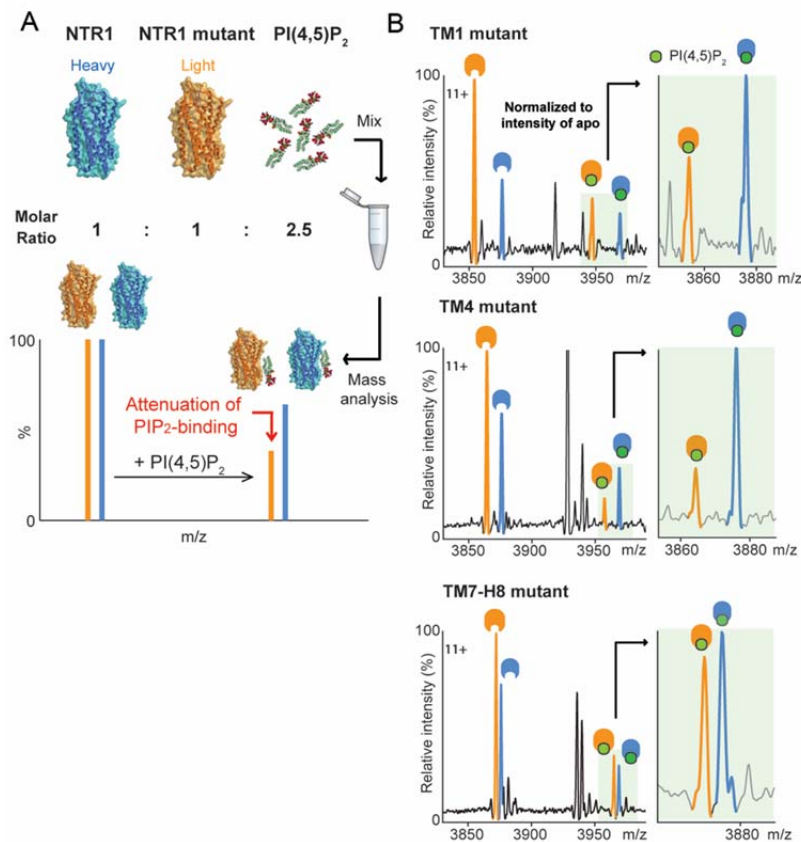 A
NTR1 NTR1 mutant PI(4,5)P2
Heavy Light
Mix
Molar
Ratio 1 : 1 : 2.5
Mass
analysis
Attenuation of
PIP2-binding
+ PI(4,5)P2
%
100
0
m/z
B
TM1 mutant
PI(4,5)P2
Relative intensity (%)
100
0
11+
Normalized to
intensity of apo
3850 3900 3950 m/z
3860 3880 m/z
TM4 mutant
Relative intensity (%)
100
0
11+
3850 3900 3950 m/z
3860 3880 m/z
TM7-H8 mutant
Relative intensity (%)
100
0
11+
3850 3900 3950 m/z
3880 m/z